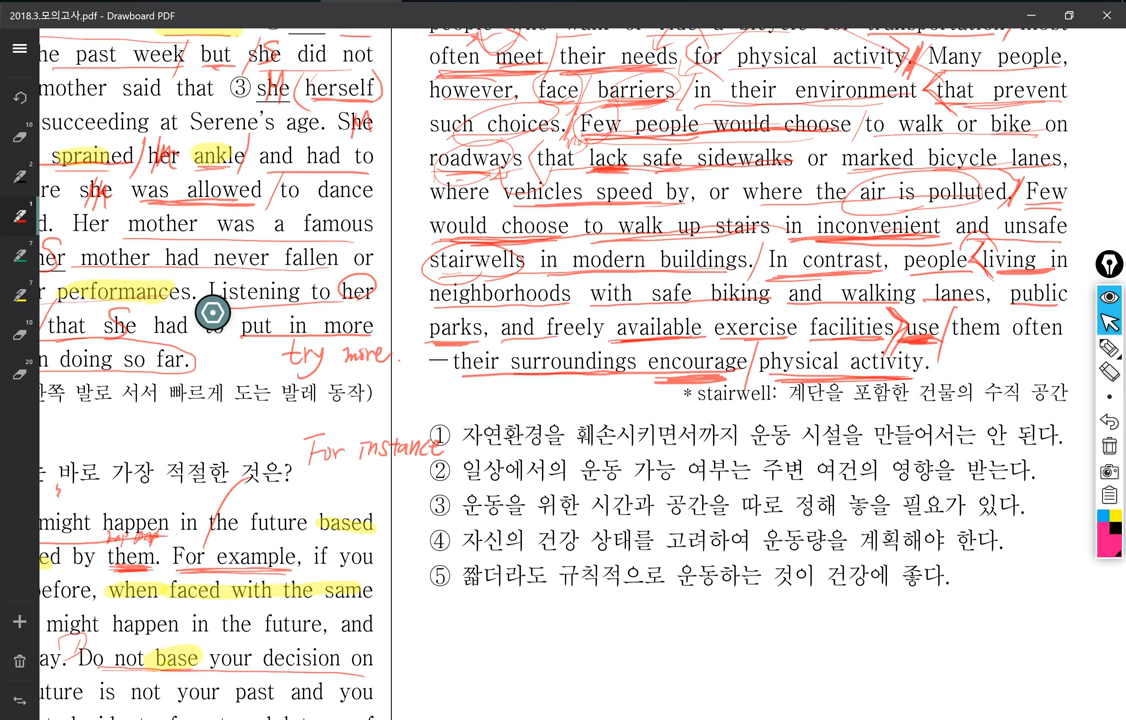 2018.3.모의고사.pdf - Drawboard PDF
he past week but she did not
mother said that ③ she (herself)
succeeding at Serene's age. She
sprained her ankle and had to
re she was allowed to dance
d. Her mother was a famous
her mother had never fallen or
r performances. Listening to her
that she had to put in more
try more.
n doing so far.
한쪽 발로 서서 빠르게 도는 발레 동작)
For instance
는 바로 가장 적절한 것은?
might happen in the future based
ed by them. For example, if you
before, when faced with the same
might happen in the future, and
ay. Do not base your decision on
uture is not your past and you
often meet their needs for physical activity. Many people,
however, face barriers in their environment that prevent
such choices. Few people would choose to walk or bike on
roadways that lack safe sidewalks or marked bicycle lanes,
where vehicles speed by, or where the air is polluted. Few
would choose to walk up stairs in inconvenient and unsafe
stairwells in modern buildings. In contrast, people living in
neighborhoods with safe biking and walking lanes, public
parks, and freely available exercise facilities use them often
—their surroundings encourage physical activity.
* stairwell: 계단을 포함한 건물의 수직 공간
① 자연환경을 훼손시키면서까지 운동 시설을 만들어서는 안 된다.
② 일상에서의 운동 가능 여부는 주변 여건의 영향을 받는다.
③ 운동을 위한 시간과 공간을 따로 정해 놓을 필요가 있다.
④ 자신의 건강 상태를 고려하여 운동량을 계획해야 한다.
⑤ 짧더라도 규칙적으로 운동하는 것이 건강에 좋다.